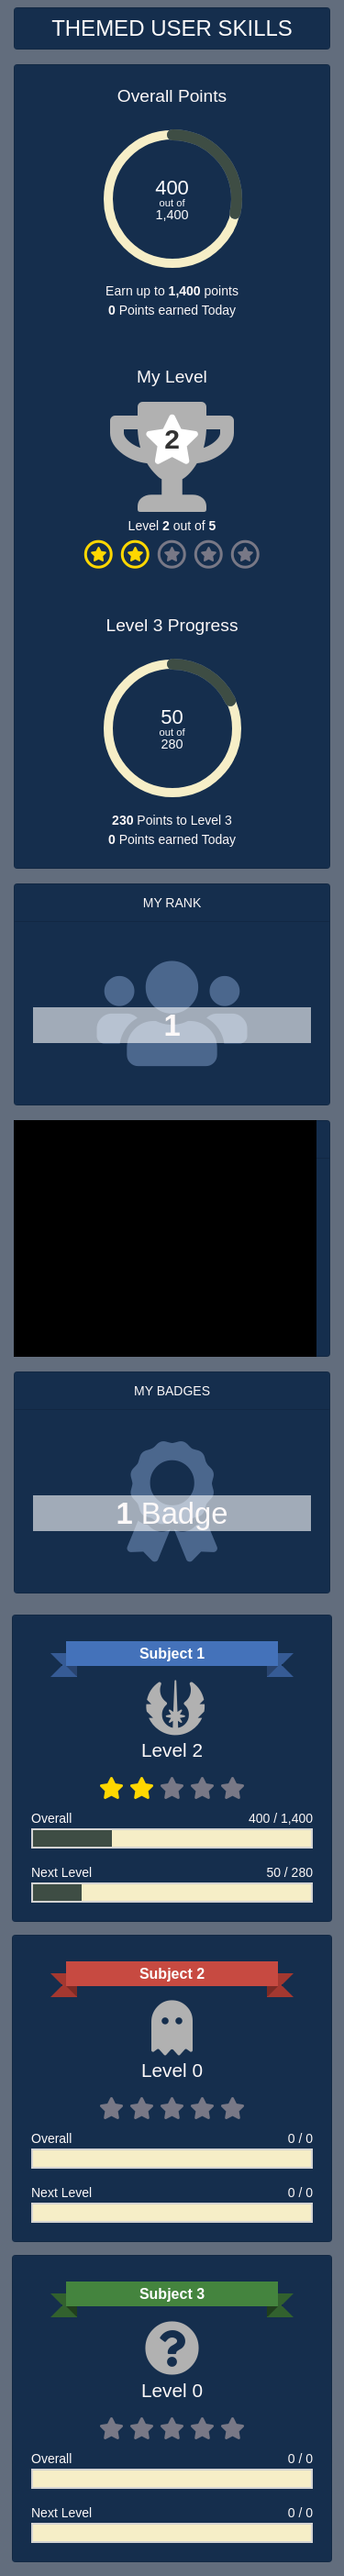 THEMED USER SKILLS
Overall Points
400
out of
1,400
Earn up to 1,400 points
0 Points earned Today
My Level
2
Level 2 out of 5
Level 3 Progress
50
out of
280
230 Points to Level 3
0 Points earned Today
MY RANK
1
MY BADGES
1 Badge
Subject 1
Level 2
Overall 400 / 1,400
Next Level 50 / 280
Subject 2
Level 0
Overall 0 / 0
Next Level 0 / 0
Subject 3
Level 0
Overall 0 / 0
Next Level 0 / 0